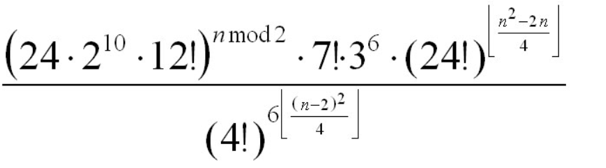 (24 · 2^10 · 12!)^(n mod 2) · 7!·3^6 · (24!)^⌊(n^2−2n)/4⌋
(4!)^6⌊(n−2)^2/4⌋